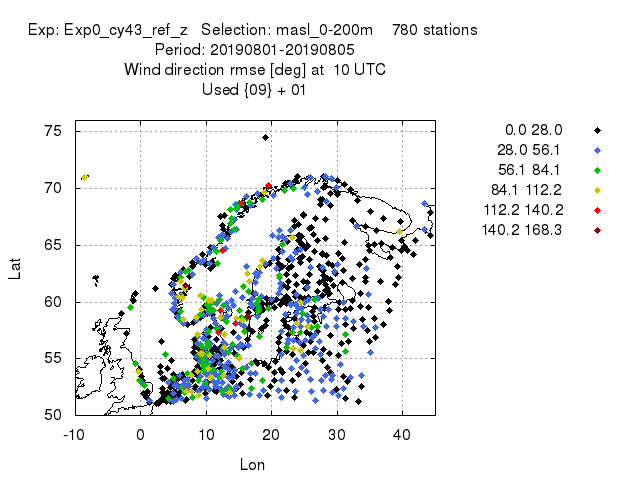 Exp: Exp0_cy43_ref_z   Selection: masl_0-200m    780 stations
Period: 20190801-20190805
Wind direction rmse [deg] at  10 UTC
Used {09} + 01
0.0 28.0
28.0 56.1
56.1 84.1
84.1 112.2
112.2 140.2
140.2 168.3
75
70
65
60
55
50
Lat
-10 0 10 20 30 40
Lon